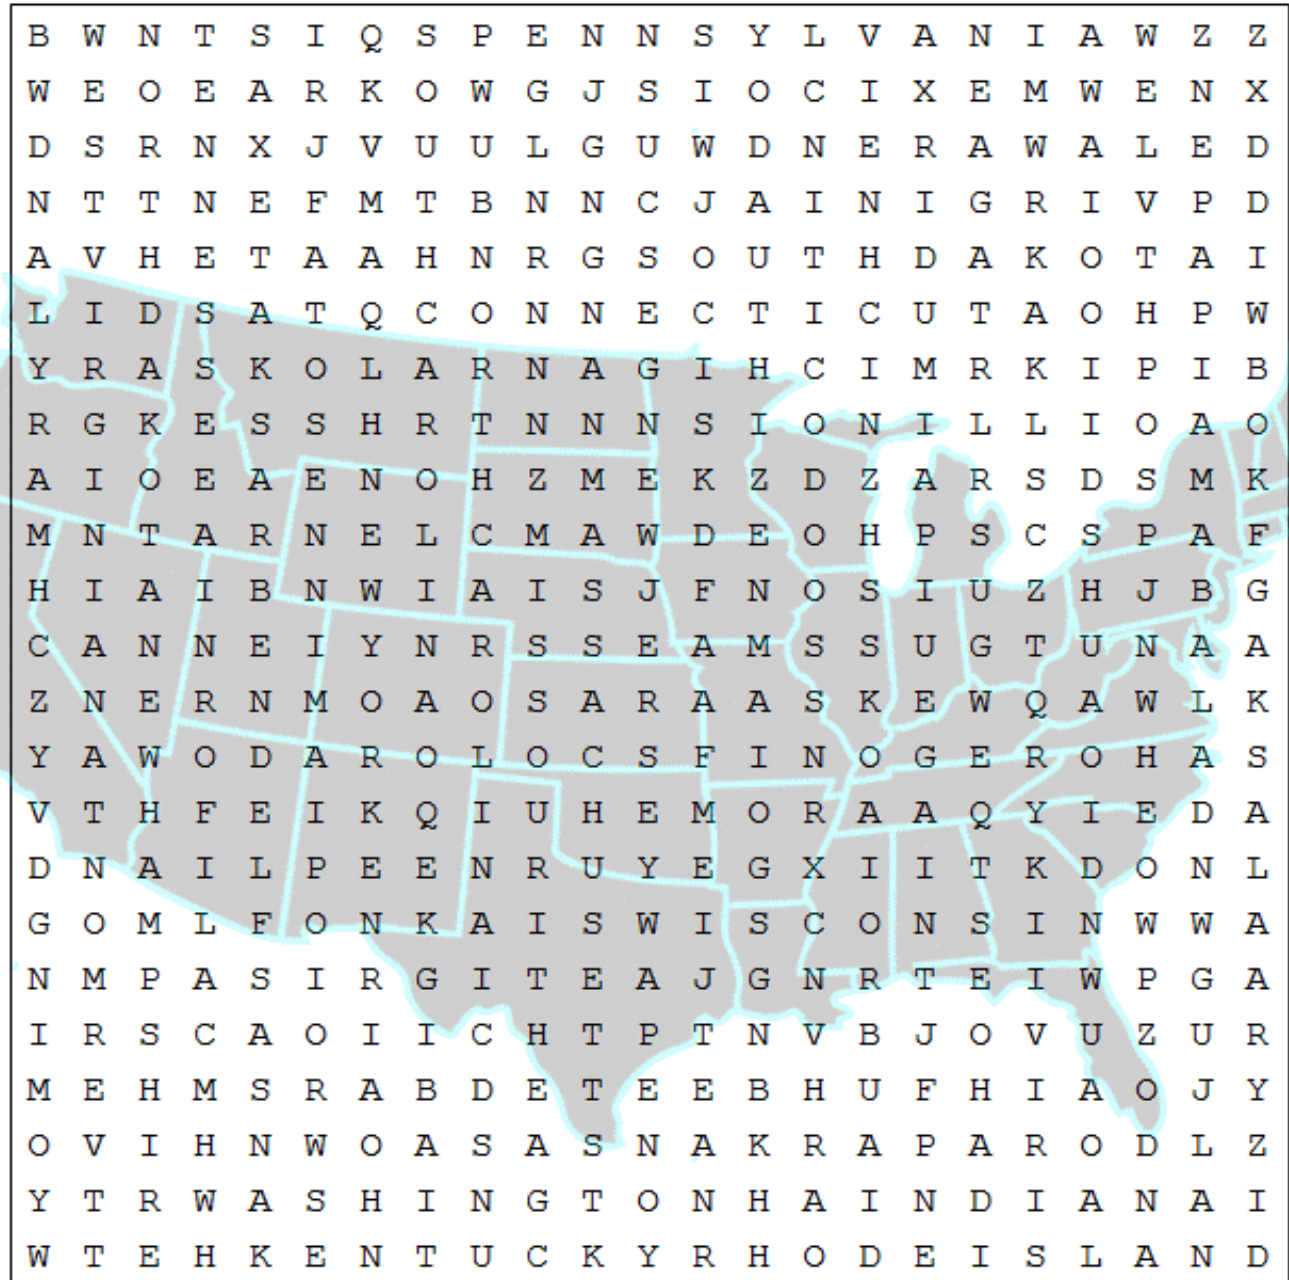 B W N T S I Q S P E N N S Y L V A N I A W Z Z
W E O E A R K O W G J S I O C I X E M W E N X
D S R N X J V U U L G U W D N E R A W A L E D
N T T N E F M T B N N C J A I N I G R I V P D
A V H E T A A H N R G S O U T H D A K O T A I
L I D S A T Q C O N N E C T I C U T A O H P W
Y R A S K O L A R N A G I H C I M R K I P I B
R G K E S S H R T N N N S I O N I L L I O A O
A I O E A E N O H Z M E K Z D Z A R S D S M K
M N T A R N E L C M A W D E O H P S C S P A F
H I A I B N W I A I S J F N O S I U Z H J B G
C A N N E I Y N R S S E A M S S U G T U N A A
Z N E R N M O A O S A R A A S K E W Q A W L K
Y A W O D A R O L O C S F I N O G E R O H A S
V T H F E I K Q I U H E M O R A A Q Y I E D A
D N A I L P E E N R U Y E G X I I T K D O N L
G O M L F O N K A I S W I S C O N S I N W W A
N M P A S I R G I T E A J G N R T E I W P G A
I R S C A O I I C H T P T N V B J O V U Z U R
M E H M S R A B D E T E E B H U F H I A O J Y
O V I H N W O A S A S N A K R A P A R O D L Z
Y T R W A S H I N G T O N H A I N D I A N A I
W T E H K E N T U C K Y R H O D E I S L A N D